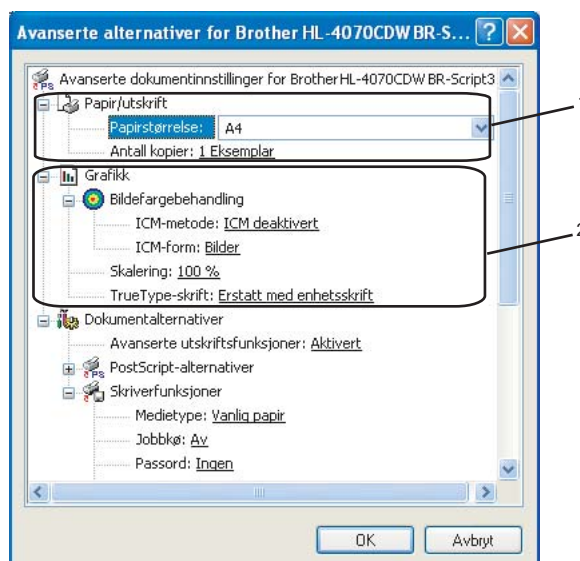 Avanserte alternativer for Brother HL-4070CDW BR-S...
Avanserte dokumentinnstillinger for Brother HL-4070CDW BR-Script3
Papir/utskrift
Papirstørrelse: A4
Antall kopier: 1 Eksemplar
1
Grafikk
Bildefargebehandling
ICM-metode: ICM deaktivert
ICM-form: Bilder
2
Skalering: 100 %
TrueType-skrift: Erstatt med enhetsskrift
Dokumentalternativer
Avanserte utskriftsfunksjoner: Aktivert
PostScript-alternativer
Skriverfunksjoner
Medietype: Vanlig papir
Jobbkø: Av
Passord: Ingen
OK Avbryt